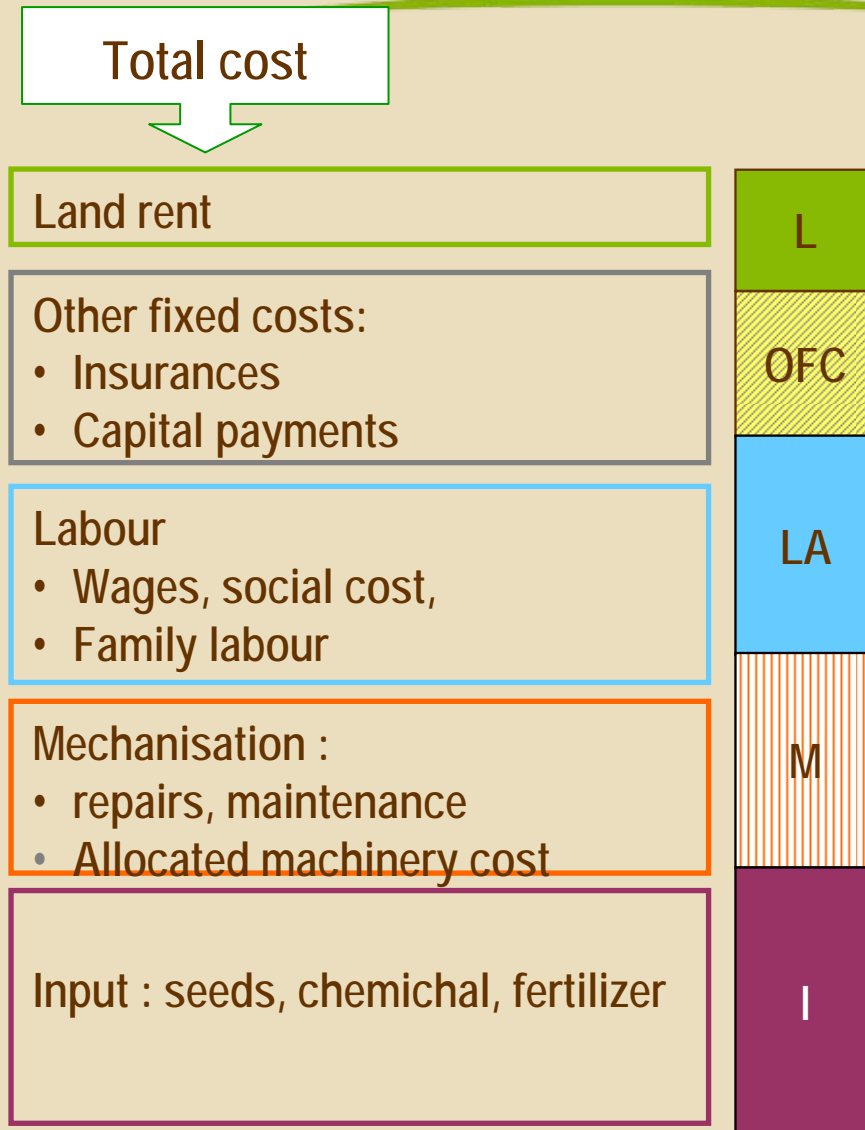 Total cost
Land rent
L
Other fixed costs:
• Insurances
• Capital payments
OFC
Labour
• Wages, social cost,
• Family labour
LA
Mechanisation :
• repairs, maintenance
• Allocated machinery cost
M
Input : seeds, chemichal, fertilizer
I